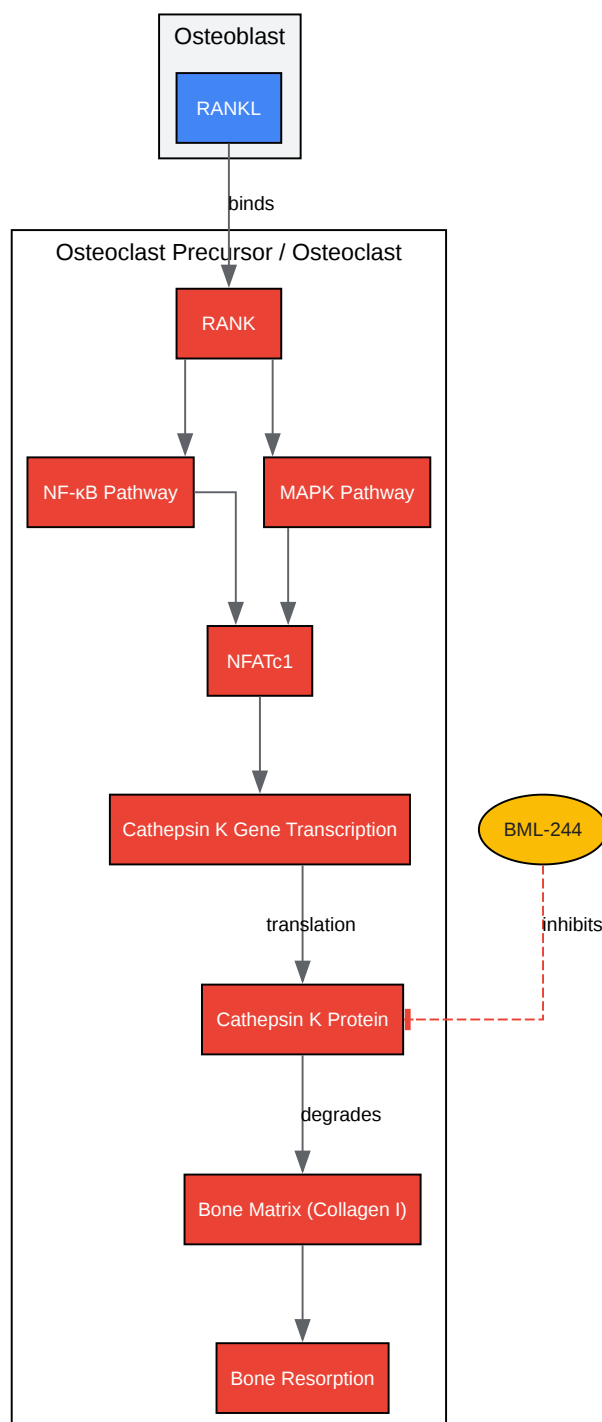 Osteoblast
RANKL
binds
Osteoclast Precursor / Osteoclast
RANK
NF-κB Pathway
MAPK Pathway
NFATc1
Cathepsin K Gene Transcription
BML-244
translation
inhibits
Cathepsin K Protein
degrades
Bone Matrix (Collagen I)
Bone Resorption